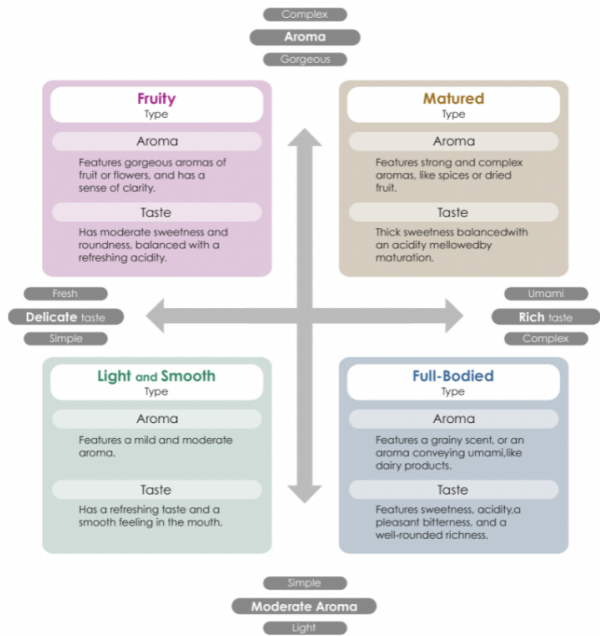 Complex
Aroma
Gorgeous
Fruity
Type
Aroma
Features gorgeous aromas of
fruit or flowers, and has a
sense of clarity.
Taste
Has moderate sweetness and
roundness, balanced with a
refreshing acidity.
Matured
Type
Aroma
Features strong and complex
aromas, like spices or dried
fruit.
Taste
Thick sweetness balancedwith
an acidity mellowedby
maturation.
Fresh
Delicate taste
Simple
Umami
Rich taste
Complex
Light and Smooth
Type
Aroma
Features a mild and moderate
aroma.
Taste
Has a refreshing taste and a
smooth feeling in the mouth.
Full-Bodied
Type
Aroma
Features a grainy scent, or an
aroma conveying umami,like
dairy products.
Taste
Features sweetness, acidity,a
pleasant bitterness, and a
well-rounded richness.
Simple
Moderate Aroma
Light